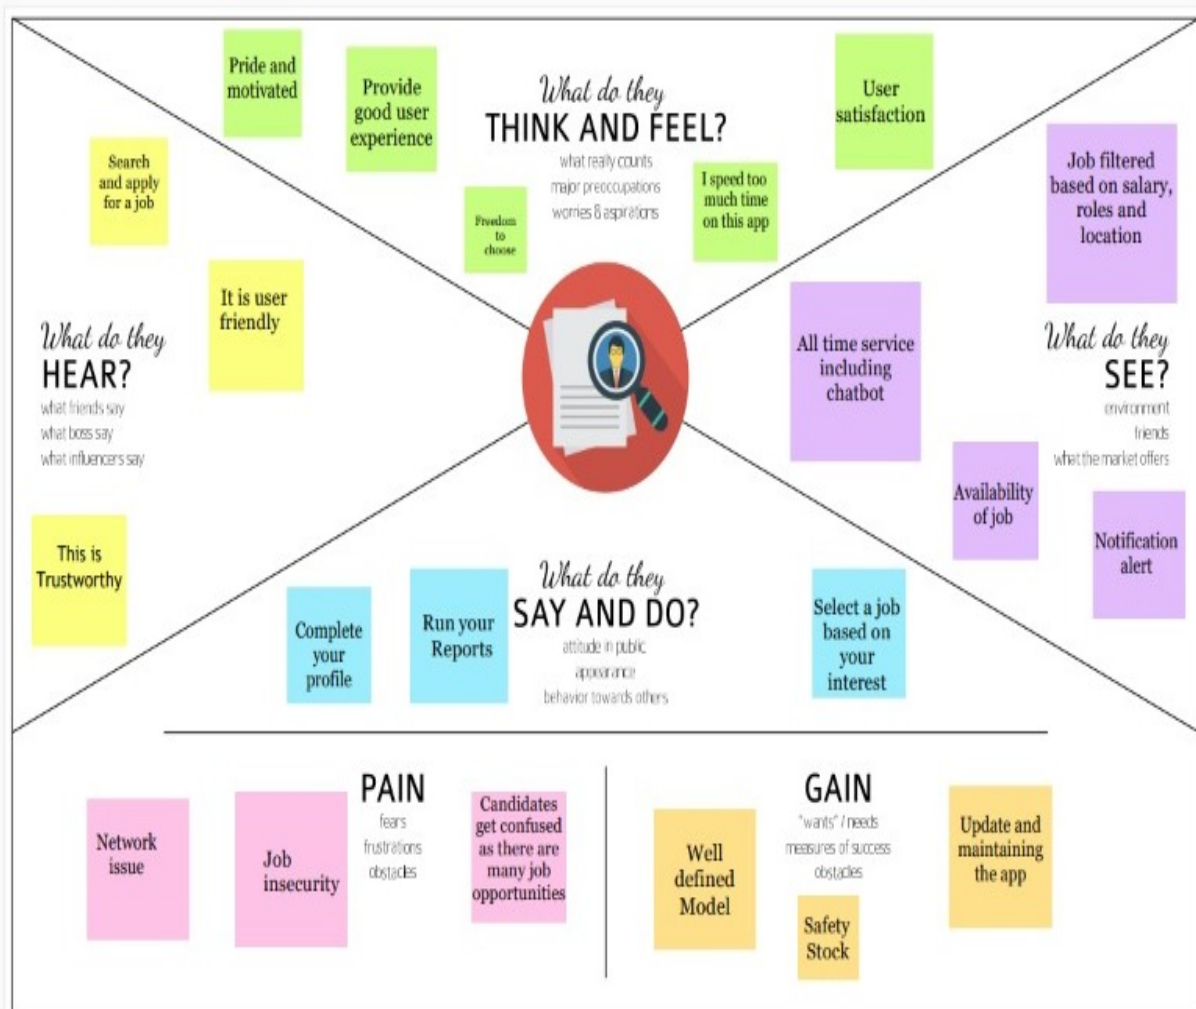 Pride and
motivated
Provide
good user
experience
What do they
THINK AND FEEL?
what really counts
major preoccupations
worries & aspirations
Freedom
to
choose
I speed too
much time
on this app
User
satisfaction
Search
and apply
for a job
It is user
friendly
What do they
HEAR?
what friends say
what boss say
what influencers say
This is
Trustworthy
Job filtered
based on salary,
roles and
location
All time service
including
chatbot
What do they
SEE?
environment
friends
what the market offers
Availability
of job
Notification
alert
What do they
SAY AND DO?
attitude in public
appearance
behavior towards others
Complete
your
profile
Run your
Reports
Select a job
based on
your
interest
PAIN
fears
frustrations
obstacles
Network
issue
Job
insecurity
Candidates
get confused
as there are
many job
opportunities
GAIN
"wants" / needs
measures of success
obstacles
Well
defined
Model
Safety
Stock
Update and
maintaining
the app